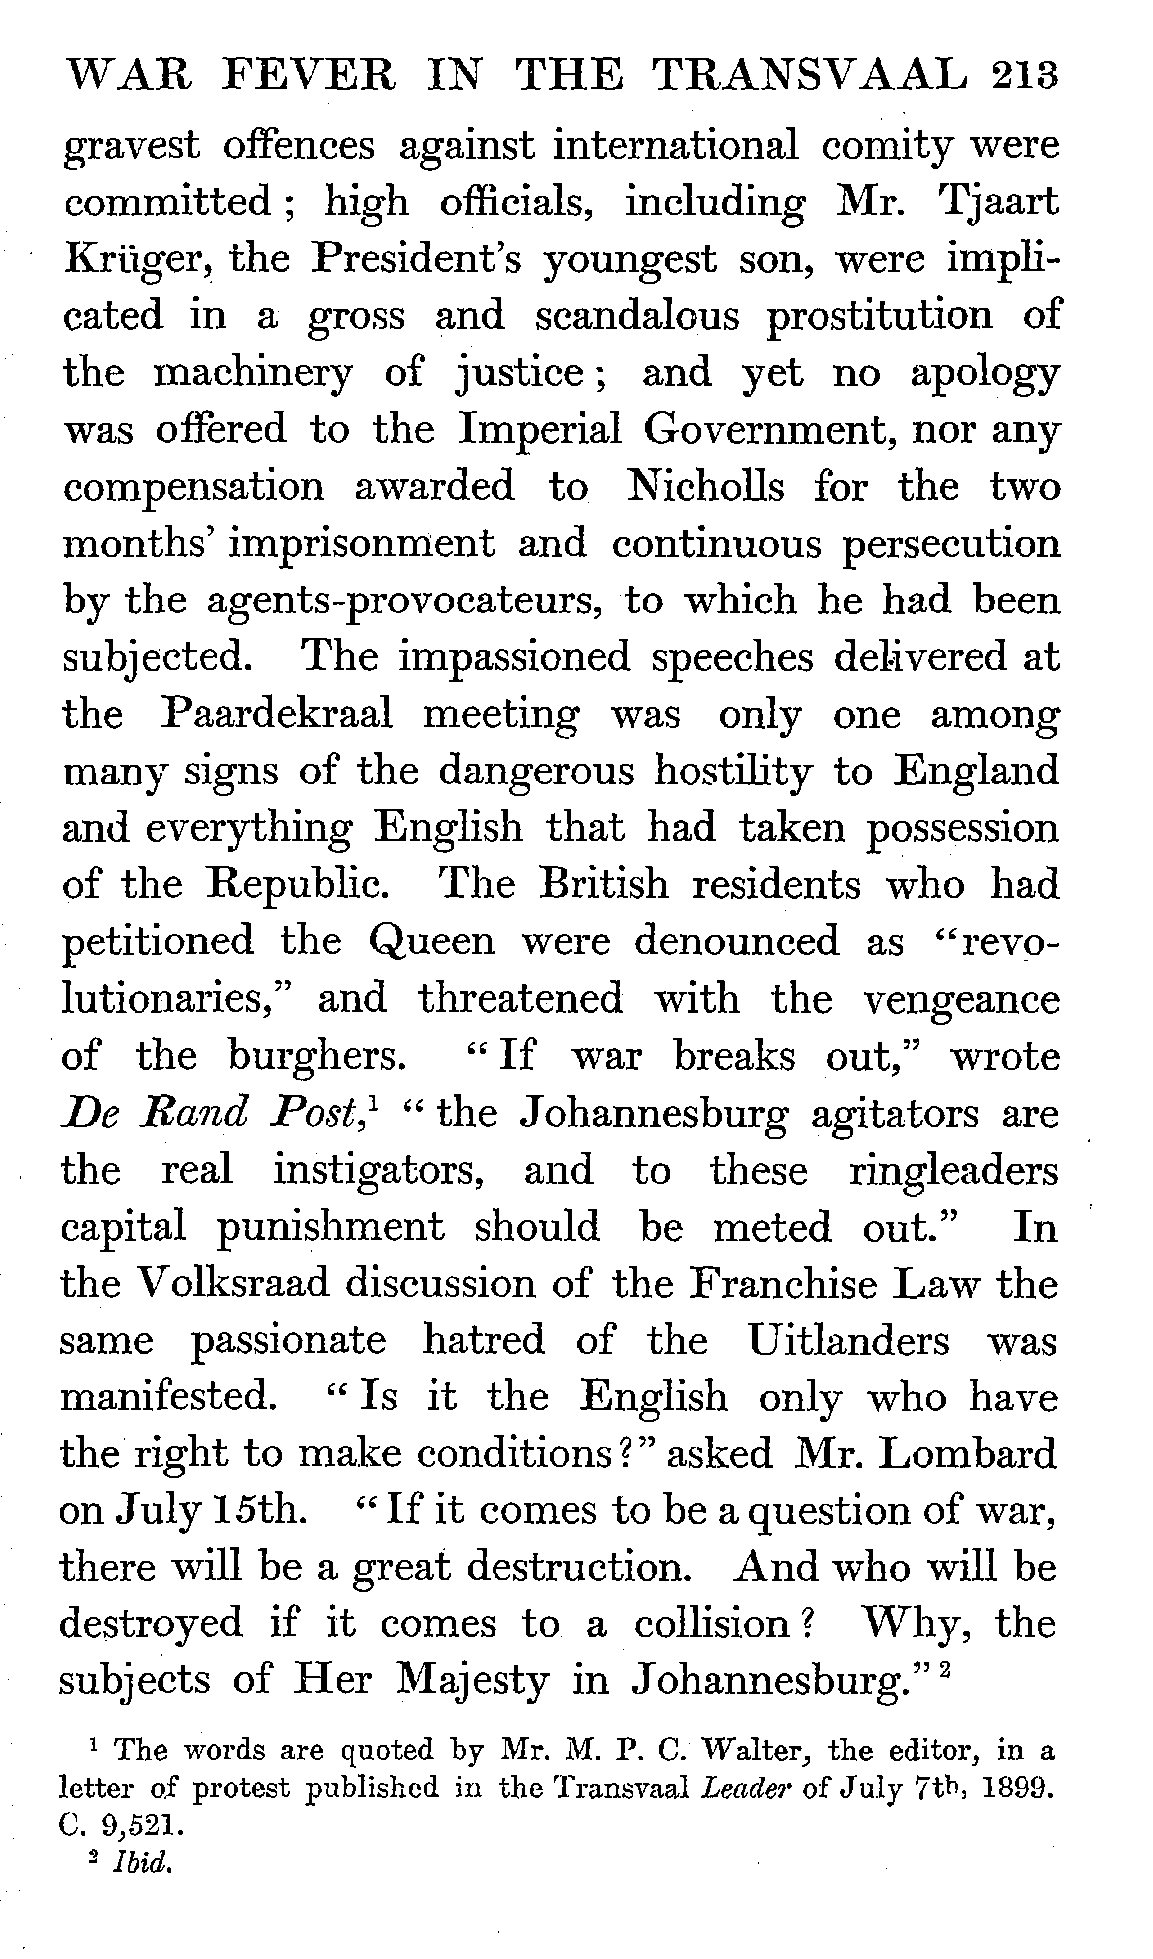 WAR FEVER IN THE TRANSVAAL 213
gravest offences against international comity were
committed ; high officials, including Mr. Tjaart
Krüger, the President's youngest son, were impli-
cated in a gross and scandalous prostitution of
the machinery of justice ; and yet no apology
was offered to the Imperial Government, nor any
compensation awarded to Nicholls for the two
months' imprisonment and continuous persecution
by the agents-provocateurs, to which he had been
subjected. The impassioned speeches delivered at
the Paardekraal meeting was only one among
many signs of the dangerous hostility to England
and everything English that had taken possession
of the Republic. The British residents who had
petitioned the Queen were denounced as “revo-
lutionaries,” and threatened with the vengeance
of the burghers. “ If war breaks out,” wrote
De Rand Post,¹ “ the Johannesburg agitators are
the real instigators, and to these ringleaders
capital punishment should be meted out.” In
the Volksraad discussion of the Franchise Law the
same passionate hatred of the Uitlanders was
manifested. “ Is it the English only who have
the right to make conditions ?” asked Mr. Lombard
on July 15th. “ If it comes to be a question of war,
there will be a great destruction. And who will be
destroyed if it comes to a collision ? Why, the
subjects of Her Majesty in Johannesburg.” ²
¹ The words are quoted by Mr. M. P. C. Walter, the editor, in a
letter of protest published in the Transvaal Leader of July 7th, 1899.
C. 9,521.
² Ibid.